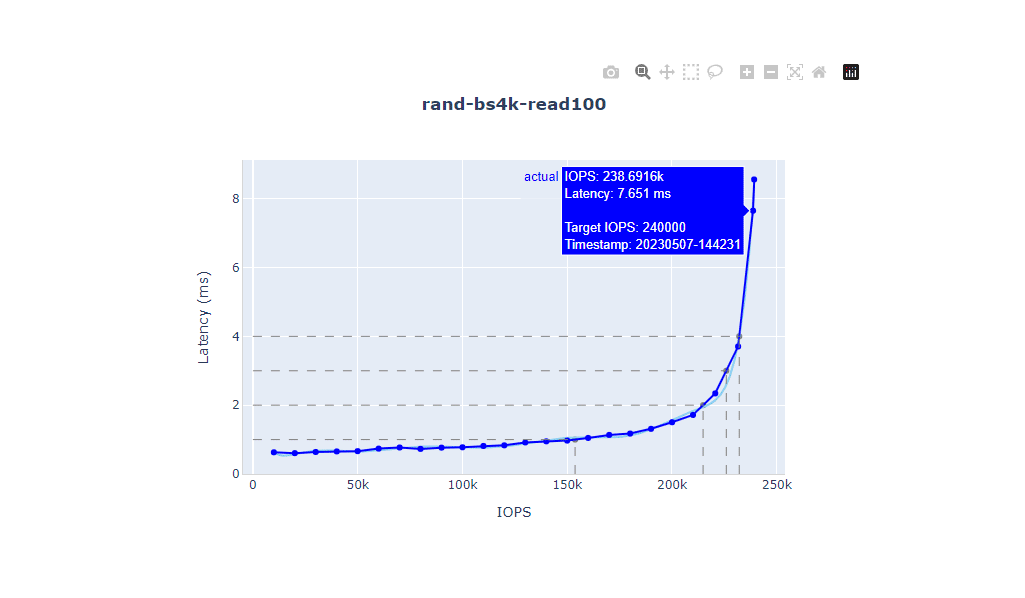 rand-bs4k-read100
actual
IOPS: 238.6916k
Latency: 7.651 ms
Target IOPS: 240000
Timestamp: 20230507-144231
8
6
4
2
0
Latency (ms)
0
50k
100k
150k
200k
250k
IOPS